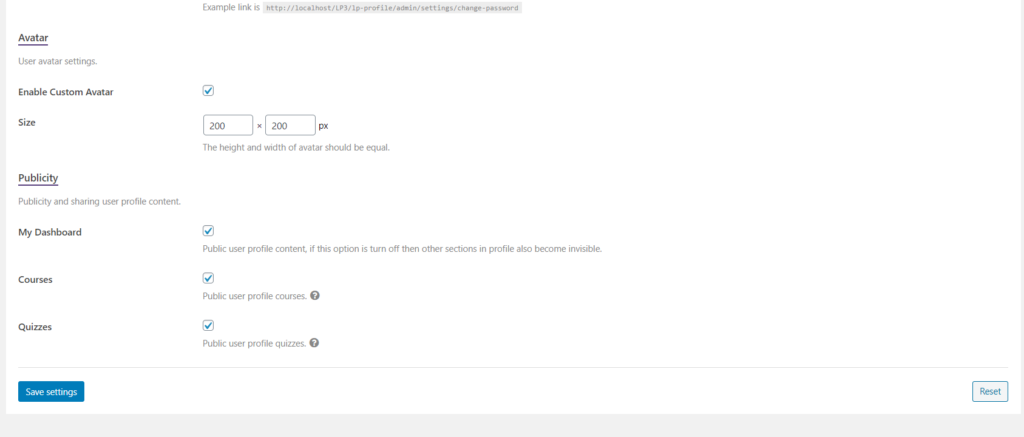 Example link is http://localhost/LP3/lp-profile/admin/settings/change-password
Avatar
User avatar settings.
Enable Custom Avatar
Size
200 × 200 px
The height and width of avatar should be equal.
Publicity
Publicity and sharing user profile content.
My Dashboard
Public user profile content, if this option is turn off then other sections in profile also become invisible.
Courses
Public user profile courses. ?
Quizzes
Public user profile quizzes. ?
Save settings
Reset